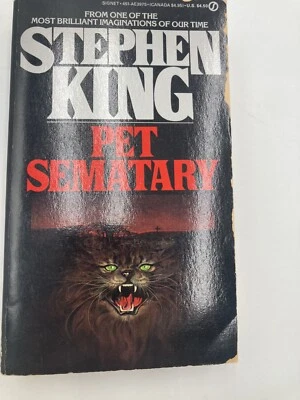 FROM ONE OF THE
MOST BRILLIANT IMAGINATIONS OF OUR TIME
STEPHEN
KING
PET
SEMATARY